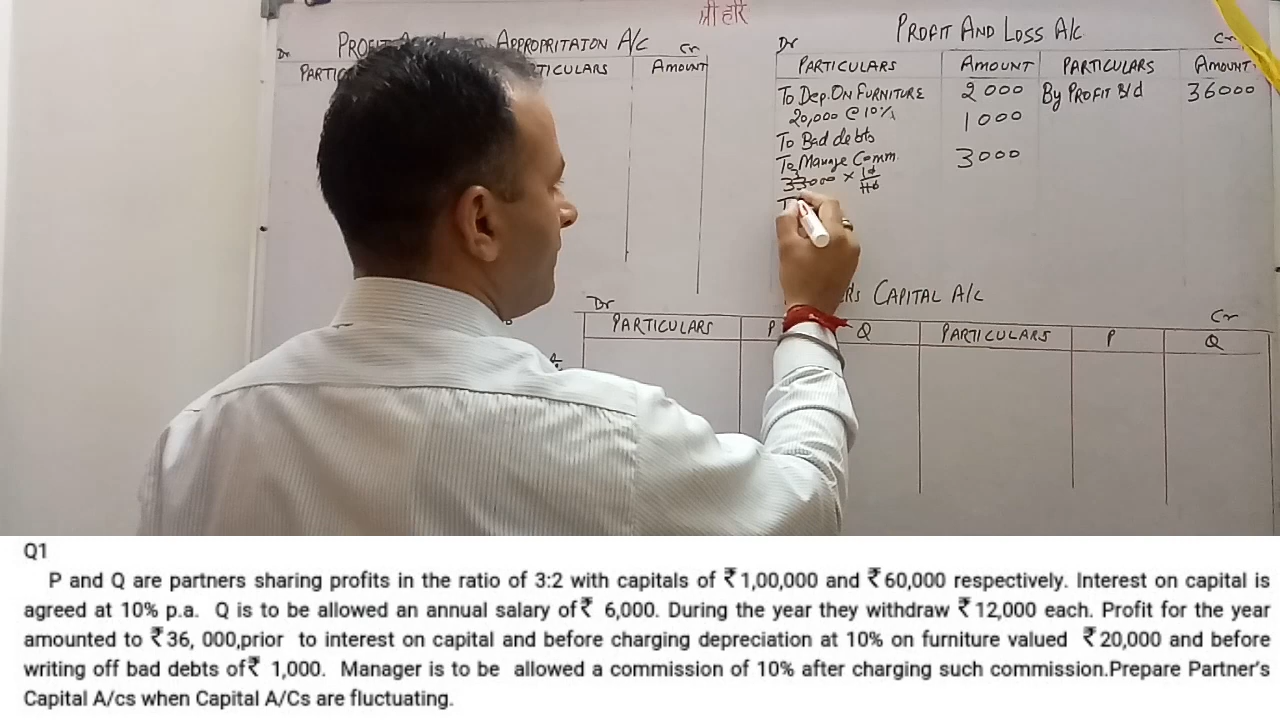 श्री हरि
PROFIT APPROPRITAION A/C
Dr Cr
TICULARS AMOUNT
PROFIT AND LOSS A/C
Dr Cr
PARTICULARS AMOUNT PARTICULARS AMOUNT
To Dep. ON FURNITURE 2000 By PROFIT B/d 36000
20,000 @ 10%
1000
To Bad debts
To Manage Comm. 3000
33000 × 10/110
CAPITAL A/C
Dr Cr
PARTICULARS P Q PARTICULARS P Q
Q1
P and Q are partners sharing profits in the ratio of 3:2 with capitals of ₹ 1,00,000 and ₹ 60,000 respectively. Interest on capital is
agreed at 10% p.a. Q is to be allowed an annual salary of ₹ 6,000. During the year they withdraw ₹ 12,000 each. Profit for the year
amounted to ₹ 36, 000,prior to interest on capital and before charging depreciation at 10% on furniture valued ₹ 20,000 and before
writing off bad debts of ₹ 1,000. Manager is to be allowed a commission of 10% after charging such commission.Prepare Partner's
Capital A/cs when Capital A/Cs are fluctuating.